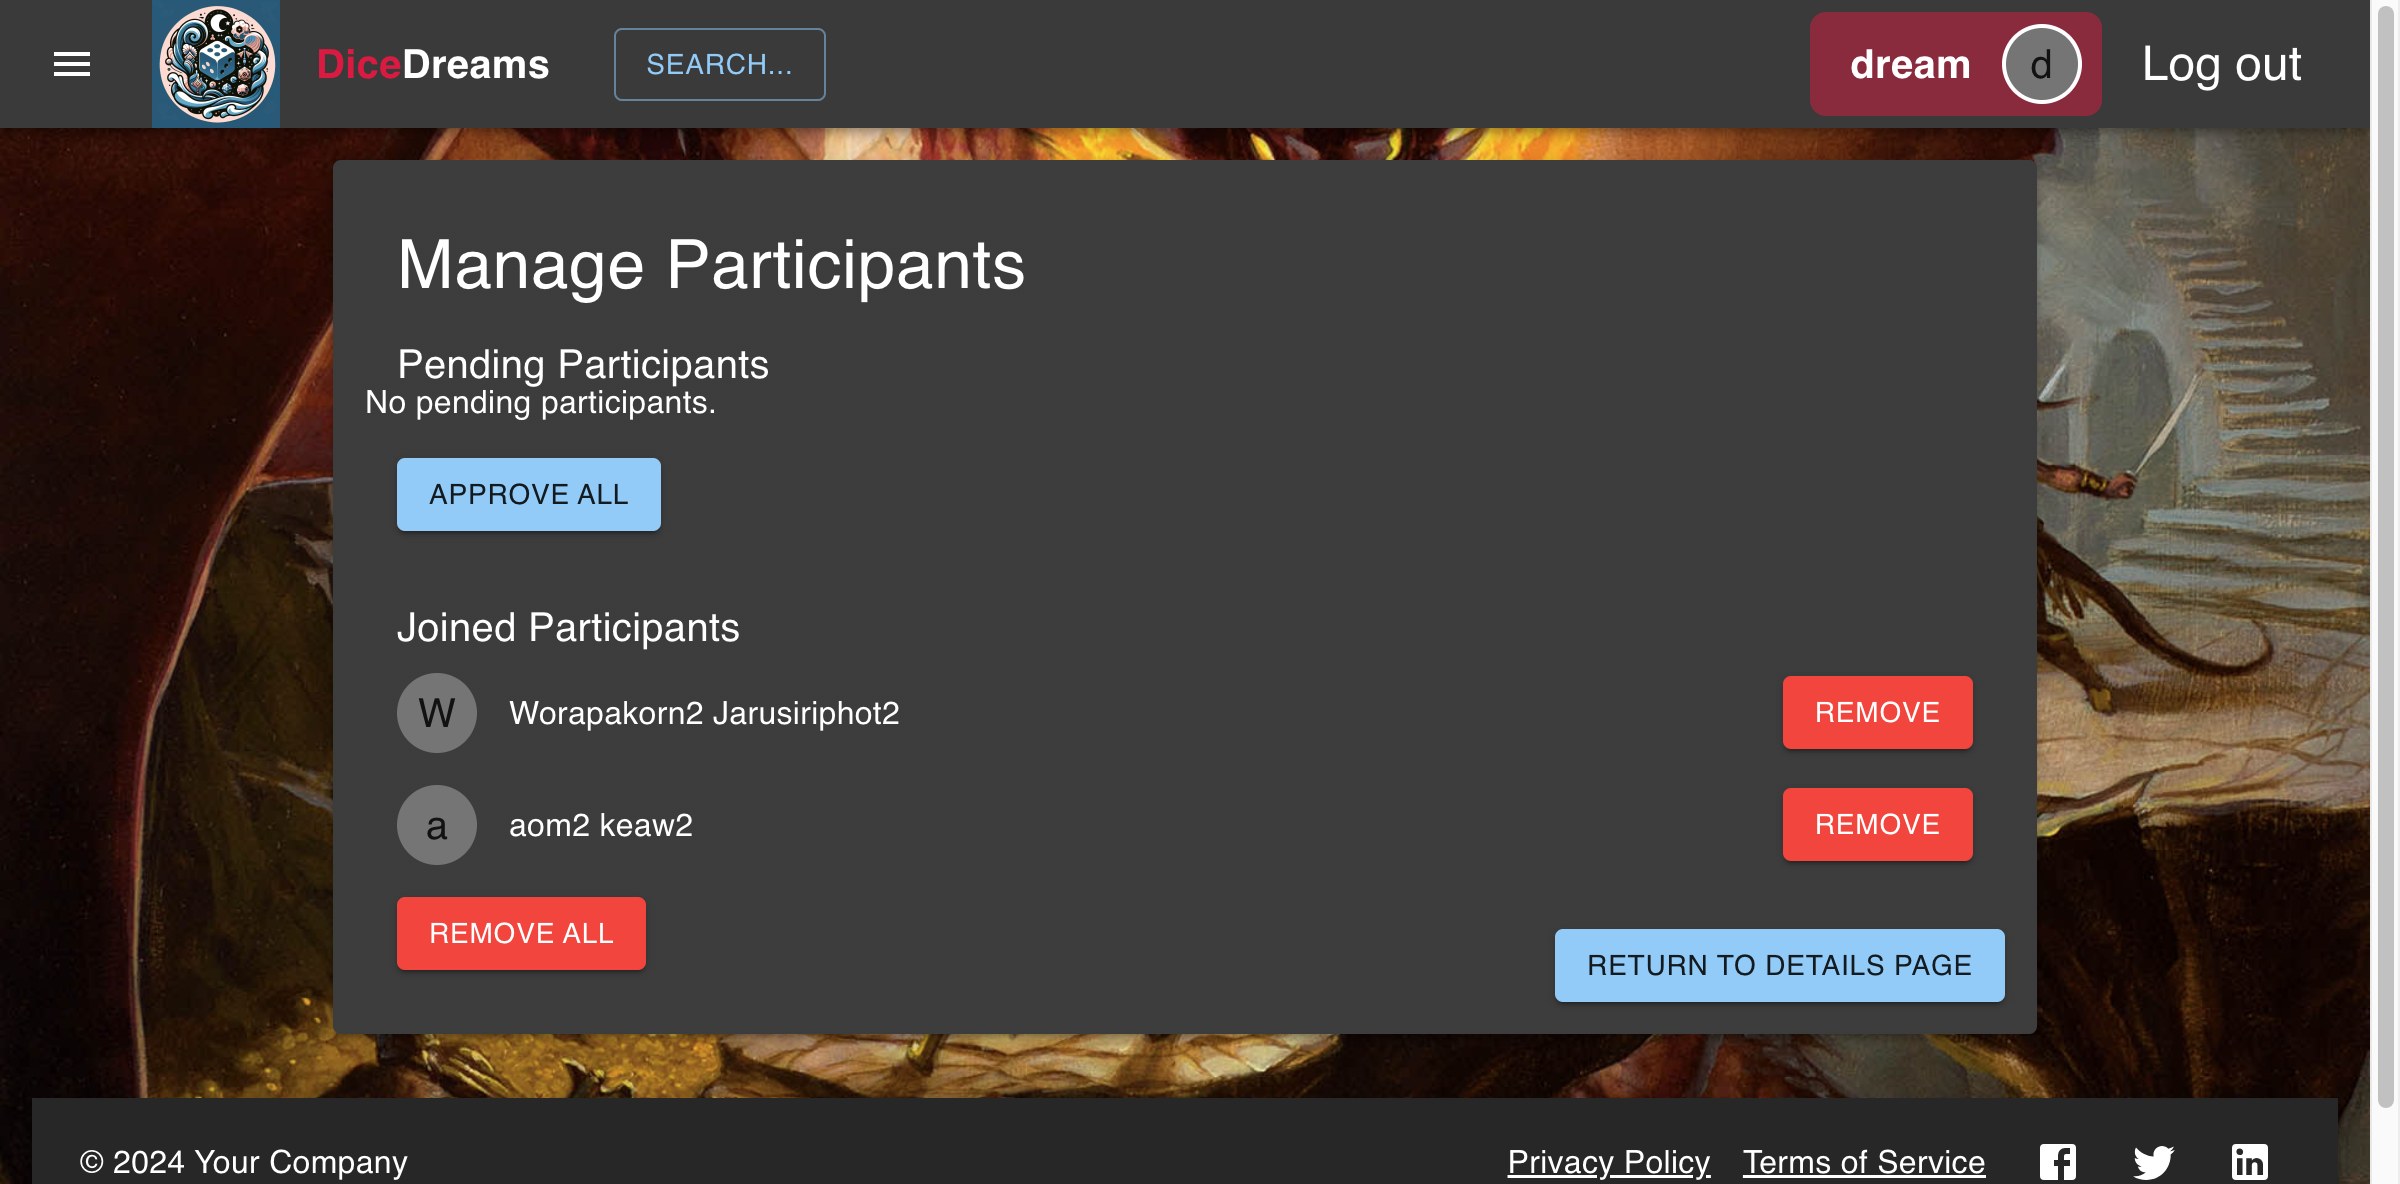 DiceDreams
SEARCH...
dream
d
Log out
Manage Participants
Pending Participants
No pending participants.
APPROVE ALL
Joined Participants
W
Worapakorn2 Jarusiriphot2
REMOVE
a
aom2 keaw2
REMOVE
REMOVE ALL
RETURN TO DETAILS PAGE
© 2024 Your Company
Privacy Policy
Terms of Service